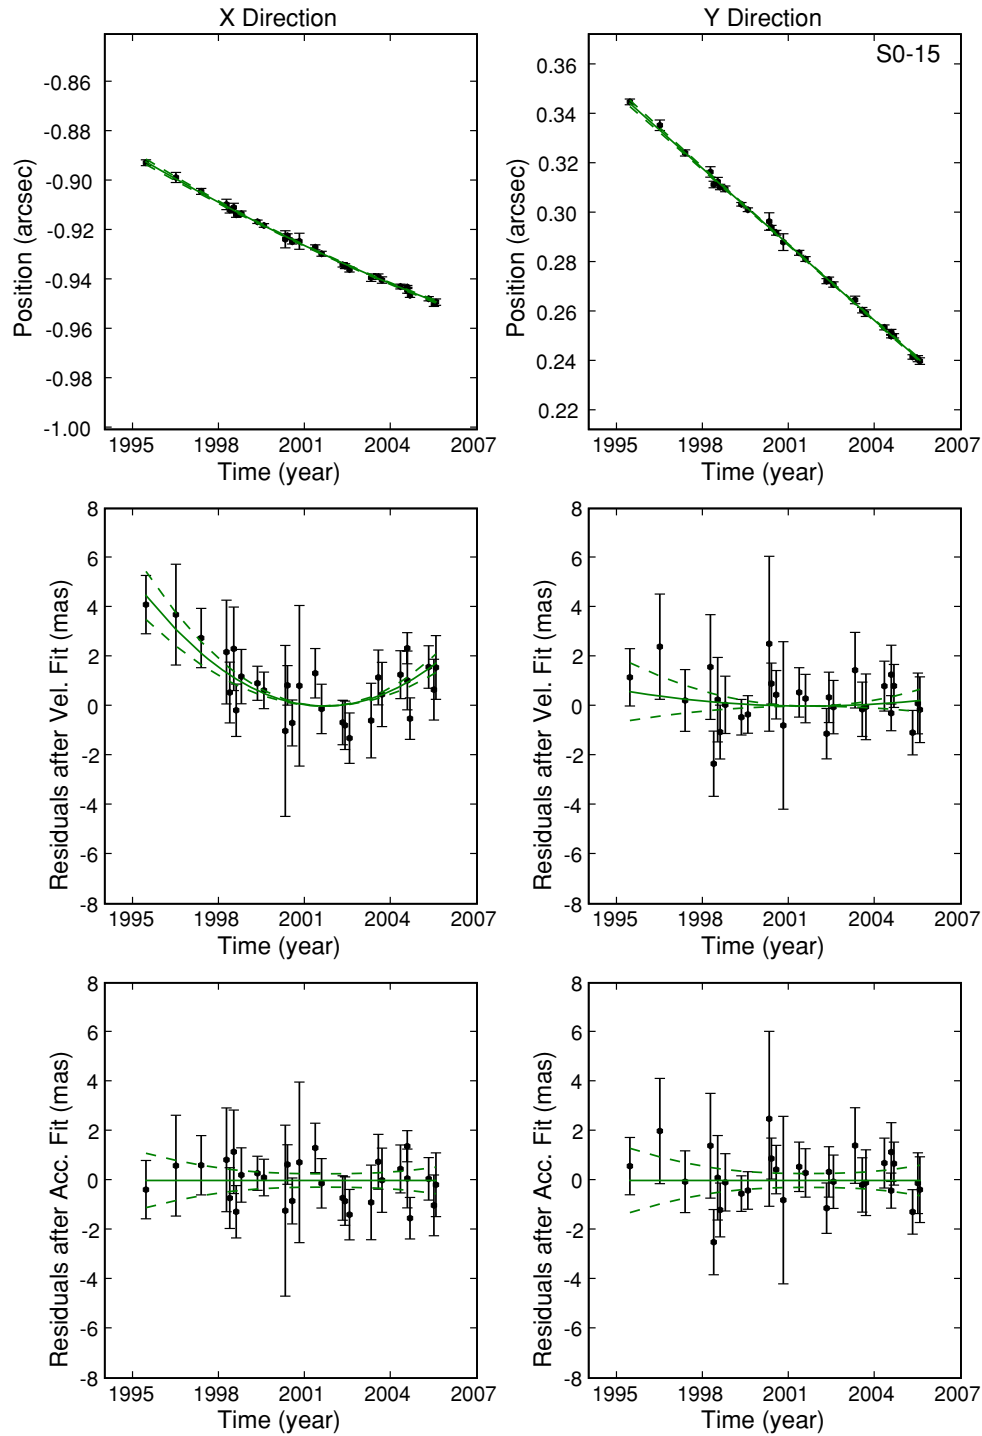 X Direction
Y Direction
S0-15
Position (arcsec)
-0.86
-0.88
-0.90
-0.92
-0.94
-0.96
-0.98
-1.00
1995 1998 2001 2004 2007
Time (year)
Position (arcsec)
0.36
0.34
0.32
0.30
0.28
0.26
0.24
0.22
1995 1998 2001 2004 2007
Time (year)
Residuals after Vel. Fit (mas)
8
6
4
2
0
-2
-4
-6
-8
1995 1998 2001 2004 2007
Time (year)
Residuals after Vel. Fit (mas)
8
6
4
2
0
-2
-4
-6
-8
1995 1998 2001 2004 2007
Time (year)
Residuals after Acc. Fit (mas)
8
6
4
2
0
-2
-4
-6
-8
1995 1998 2001 2004 2007
Time (year)
Residuals after Acc. Fit (mas)
8
6
4
2
0
-2
-4
-6
-8
1995 1998 2001 2004 2007
Time (year)